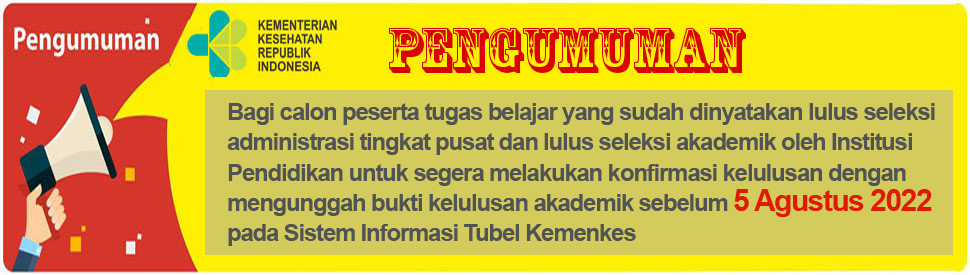 Pengumuman
KEMENTERIAN
KESEHATAN
REPUBLIK
INDONESIA
PENGUMUMAN
Bagi calon peserta tugas belajar yang sudah dinyatakan lulus seleksi
administrasi tingkat pusat dan lulus seleksi akademik oleh Institusi
Pendidikan untuk segera melakukan konfirmasi kelulusan dengan
mengunggah bukti kelulusan akademik sebelum 5 Agustus 2022
pada Sistem Informasi Tubel Kemenkes